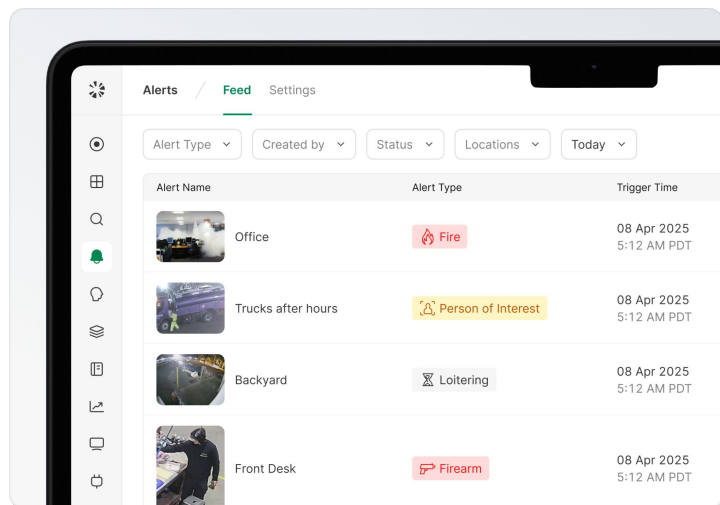 Alerts / Feed Settings
Alert Type Created by Status Locations Today
Alert Name Alert Type Trigger Time
Office Fire 08 Apr 2025
5:12 AM PDT
Trucks after hours Person of Interest 08 Apr 2025
5:12 AM PDT
Backyard Loitering 08 Apr 2025
5:12 AM PDT
Front Desk Firearm 08 Apr 2025
5:12 AM PDT